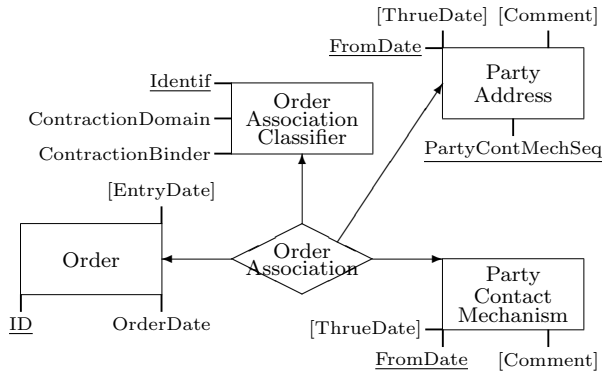 [ThrueDate] [Comment]
FromDate
Party
Address
PartyContMechSeq
Identif
ContractionDomain
ContractionBinder
Order
Association
Classifier
[EntryDate]
Order
ID
OrderDate
Order
Association
Party
Contact
Mechanism
[ThrueDate]
FromDate
[Comment]